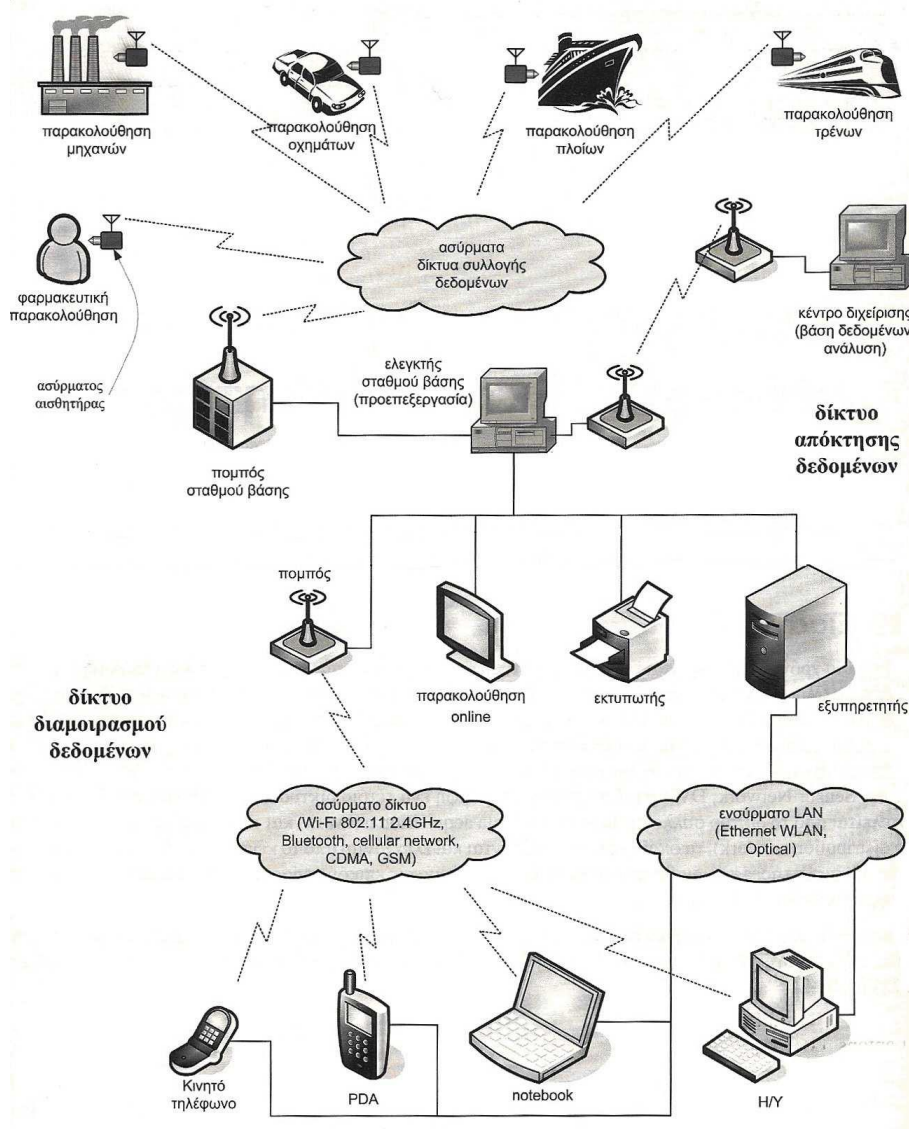 παρακολούθηση
μηχανών
παρακολούθηση
οχημάτων
παρακολούθηση
πλοίων
παρακολούθηση
τρένων
φαρμακευτική
παρακολούθηση
ασύρματα
δίκτυα συλλογής
δεδομένων
κέντρο διχείρισης
(βάση δεδομένων
ανάλυση)
ασύρματος
αισθητήρας
ελεγκτής
σταθμού βάσης
(προεπεξεργασία)
δίκτυο
απόκτησης
δεδομένων
πομπός
σταθμού βάσης
πομπός
παρακολούθηση
online
εκτυπωτής
εξυπηρετητής
δίκτυο
διαμοιρασμού
δεδομένων
ασύρματο δίκτυο
(Wi-Fi 802.11 2.4GHz,
Bluetooth, cellular network,
CDMA, GSM)
ενσύρματο LAN
(Ethernet WLAN,
Optical)
Κινητό
τηλέφωνο
PDA
notebook
Η/Υ